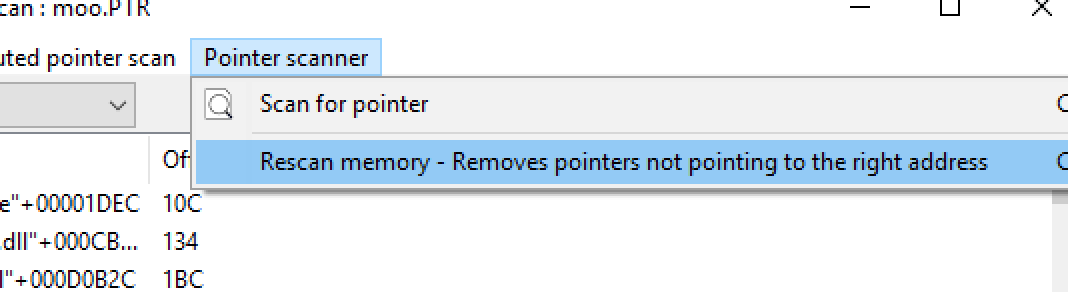 can : moo.PTR
uted pointer scan Pointer scanner
Scan for pointer
Rescan memory - Removes pointers not pointing to the right address
e"+00001DEC 10C
.dll"+000CB... 134
l"+000D0B2C 1BC